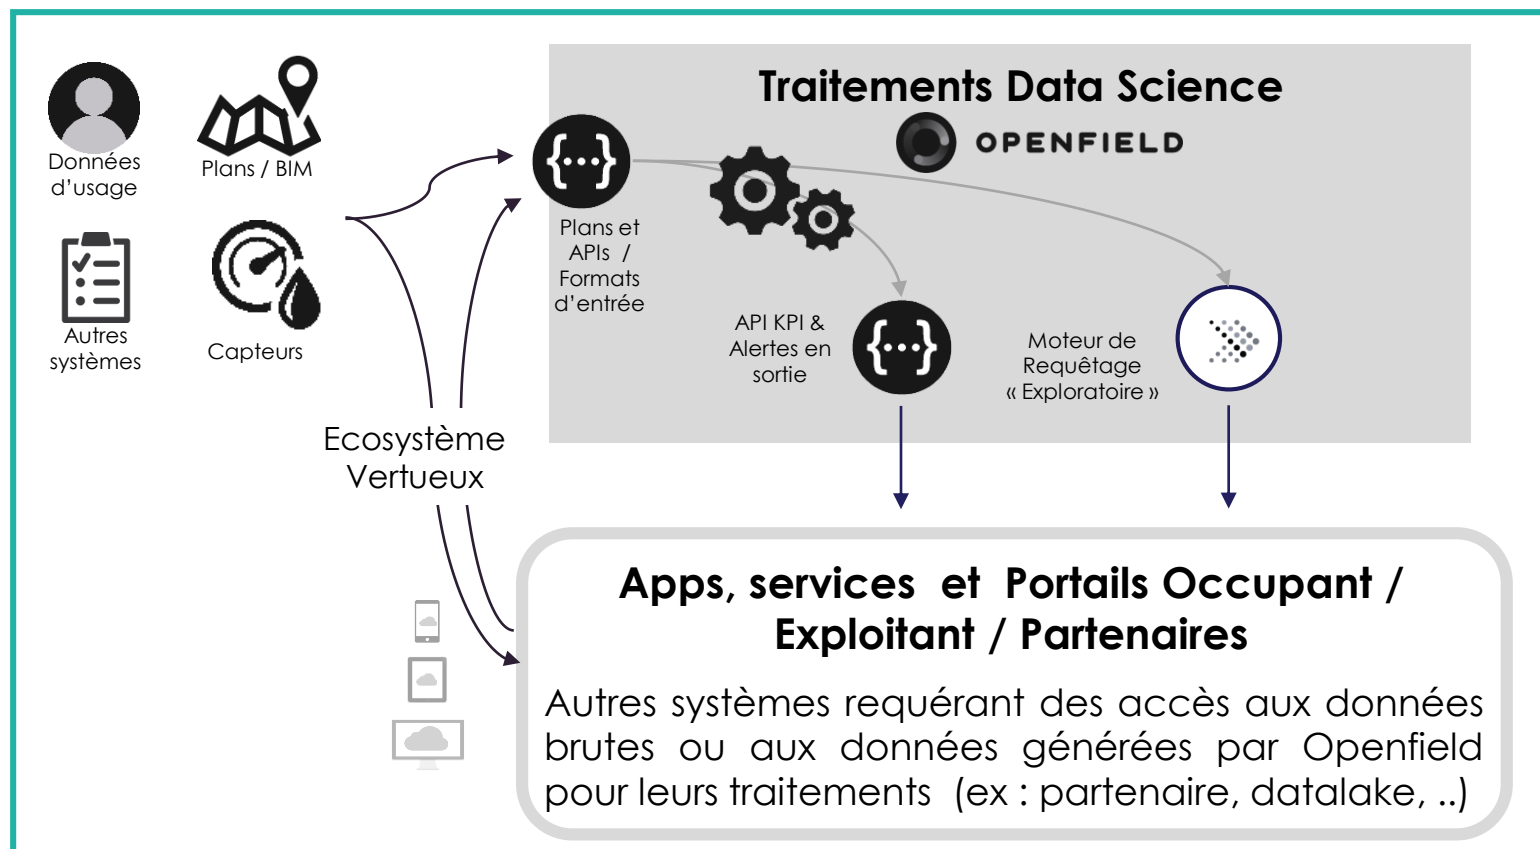 Données
d’usage
Plans / BIM
Autres
systèmes
Capteurs
Traitements Data Science
OPENFIELD
{...}
Plans et
APIs /
Formats
d’entrée
API KPI &
Alertes en
sortie
{...}
Moteur de
Requêtage
« Exploratoire »
Ecosystème
Vertueux
Apps, services et Portails Occupant /
Exploitant / Partenaires
Autres systèmes requérant des accès aux données
brutes ou aux données générées par Openfield
pour leurs traitements (ex : partenaire, datalake, ..)